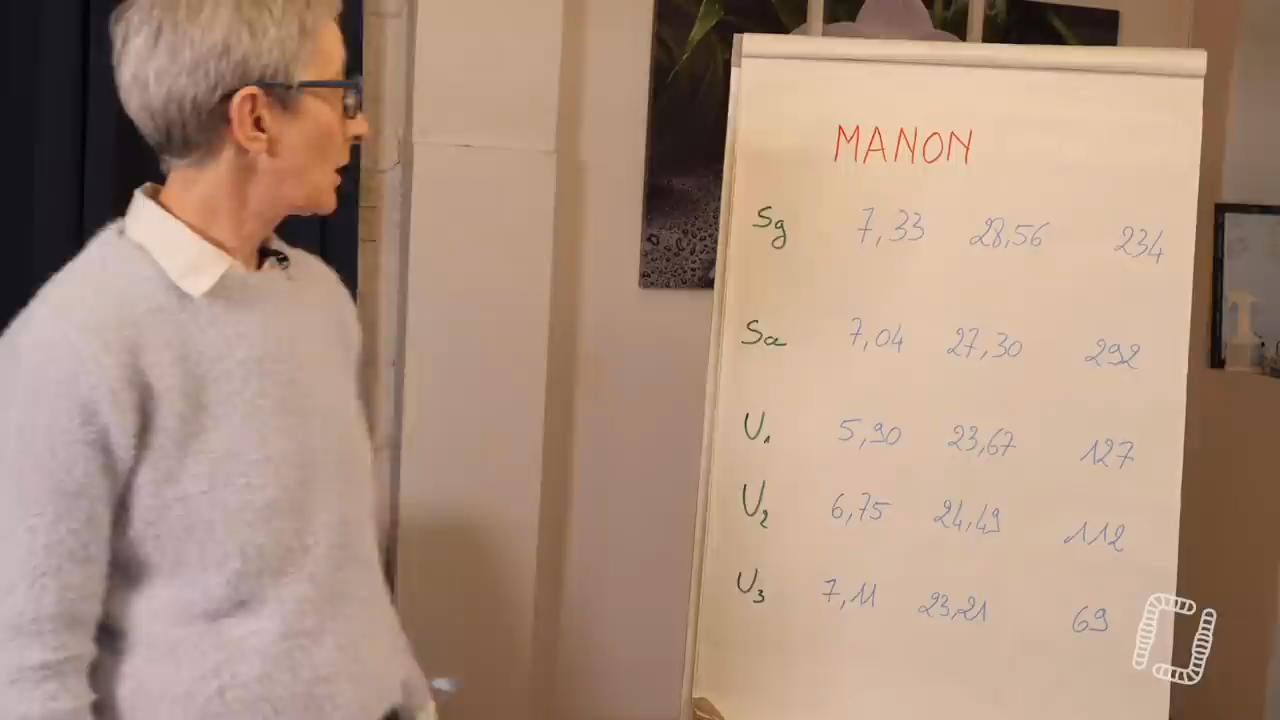 MANON
Sg 7,33 28,56 234
Sa 7,04 27,30 292
U1 5,90 23,67 127
U2 6,75 24,49 112
U3 7,11 23,21 69